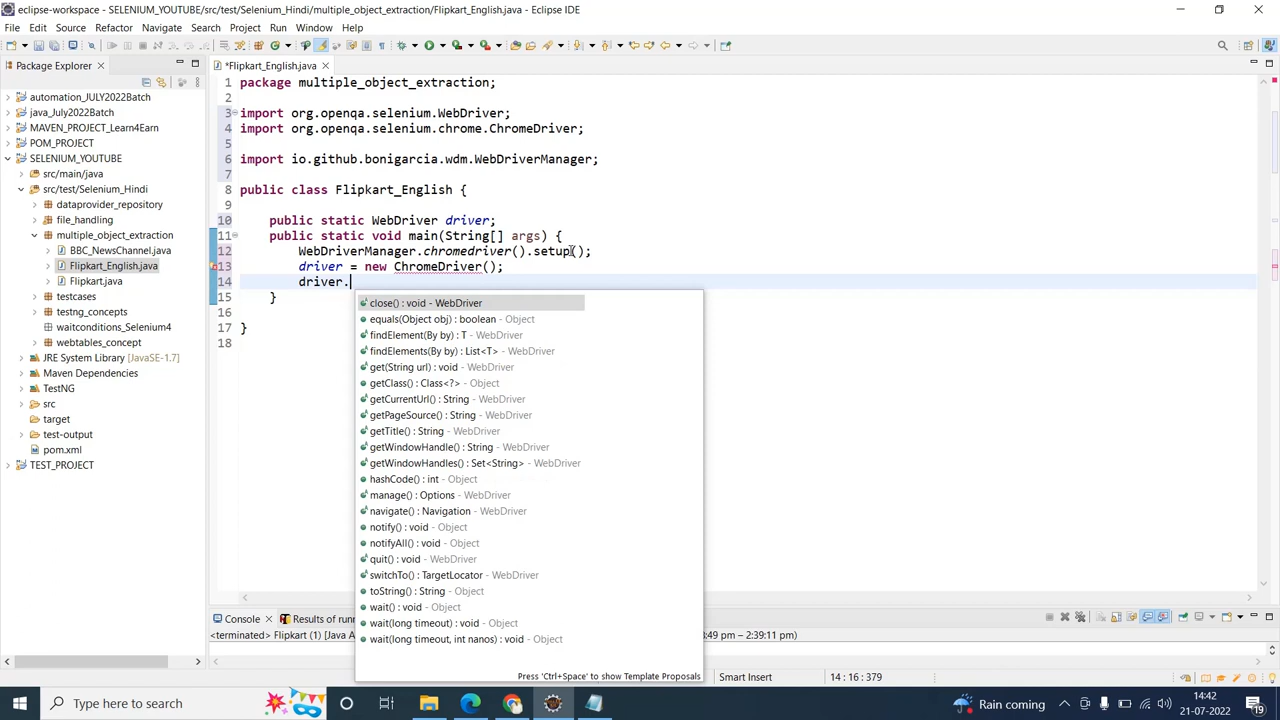 eclipse-workspace - SELENIUM_YOUTUBE/src/test/Selenium_Hindi/multiple_object_extraction/Flipkart_English.java - Eclipse IDE
File Edit Source Refactor Navigate Search Project Run Window Help
Package Explorer
*Flipkart_English.java
automation_JULY2022Batch
java_July2022Batch
MAVEN_PROJECT_Learn4Earn
POM_PROJECT
SELENIUM_YOUTUBE
src/main/java
src/test/Selenium_Hindi
dataprovider_repository
file_handling
multiple_object_extraction
BBC_NewsChannel.java
Flipkart_English.java
Flipkart.java
testcases
testng_concepts
waitconditions_Selenium4
webtables_concept
JRE System Library [JavaSE-1.7]
Maven Dependencies
TestNG
src
target
test-output
pom.xml
TEST_PROJECT
1 package multiple_object_extraction;
2
3 import org.openqa.selenium.WebDriver;
4 import org.openqa.selenium.chrome.ChromeDriver;
5
6 import io.github.bonigarcia.wdm.WebDriverManager;
7
8 public class Flipkart_English {
9
10 public static WebDriver driver;
11 public static void main(String[] args) {
12 WebDriverManager.chromedriver().setup();
13 driver = new ChromeDriver();
14 driver.
15 }
16
17 }
18
close() : void - WebDriver
equals(Object obj) : boolean - Object
findElement(By by) : T - WebDriver
findElements(By by) : List<T> - WebDriver
get(String url) : void - WebDriver
getClass() : Class<?> - Object
getCurrentUrl() : String - WebDriver
getPageSource() : String - WebDriver
getTitle() : String - WebDriver
getWindowHandle() : String - WebDriver
getWindowHandles() : Set<String> - WebDriver
hashCode() : int - Object
manage() : Options - WebDriver
navigate() : Navigation - WebDriver
notify() : void - Object
notifyAll() : void - Object
quit() : void - WebDriver
switchTo() : TargetLocator - WebDriver
toString() : String - Object
wait() : void - Object
wait(long timeout) : void - Object
wait(long timeout, int nanos) : void - Object
Press 'Ctrl+Space' to show Template Proposals
Console Results of run
<terminated> Flipkart (1) [Java A :49 pm – 2:39:11 pm)
Smart Insert 14 : 16 : 379
Type here to search
Rain coming
ENG
14:42
21-07-2022
19